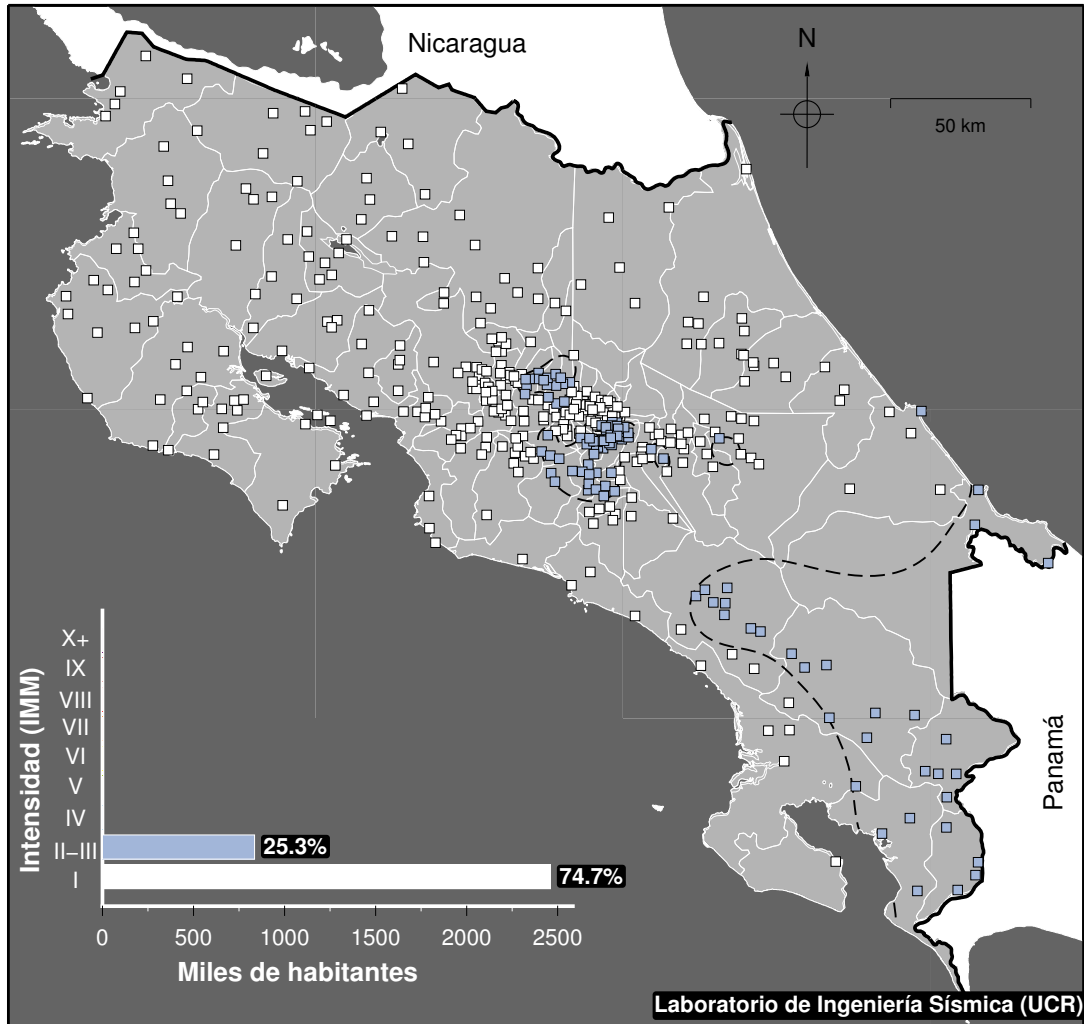 Nicaragua
N
50 km
Panamá
Intensidad (IMM)
X+
IX
VIII
VII
VI
V
IV
II−III
I
25.3%
74.7%
0 500 1000 1500 2000 2500
Miles de habitantes
Laboratorio de Ingeniería Sísmica (UCR)